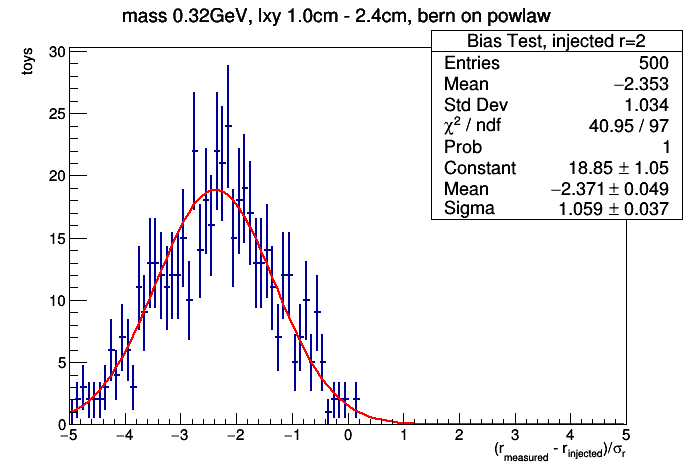 mass 0.32GeV, lxy 1.0cm - 2.4cm, bern on powlaw
toys
Bias Test, injected r=2
Entries 500
Mean −2.353
Std Dev 1.034
χ² / ndf 40.95 / 97
Prob 1
Constant 18.85 ± 1.05
Mean −2.371 ± 0.049
Sigma 1.059 ± 0.037
30
25
20
15
10
5
0
−5 −4 −3 −2 −1 0 1 2 3 4 5
(r_measured - r_injected)/σ_r